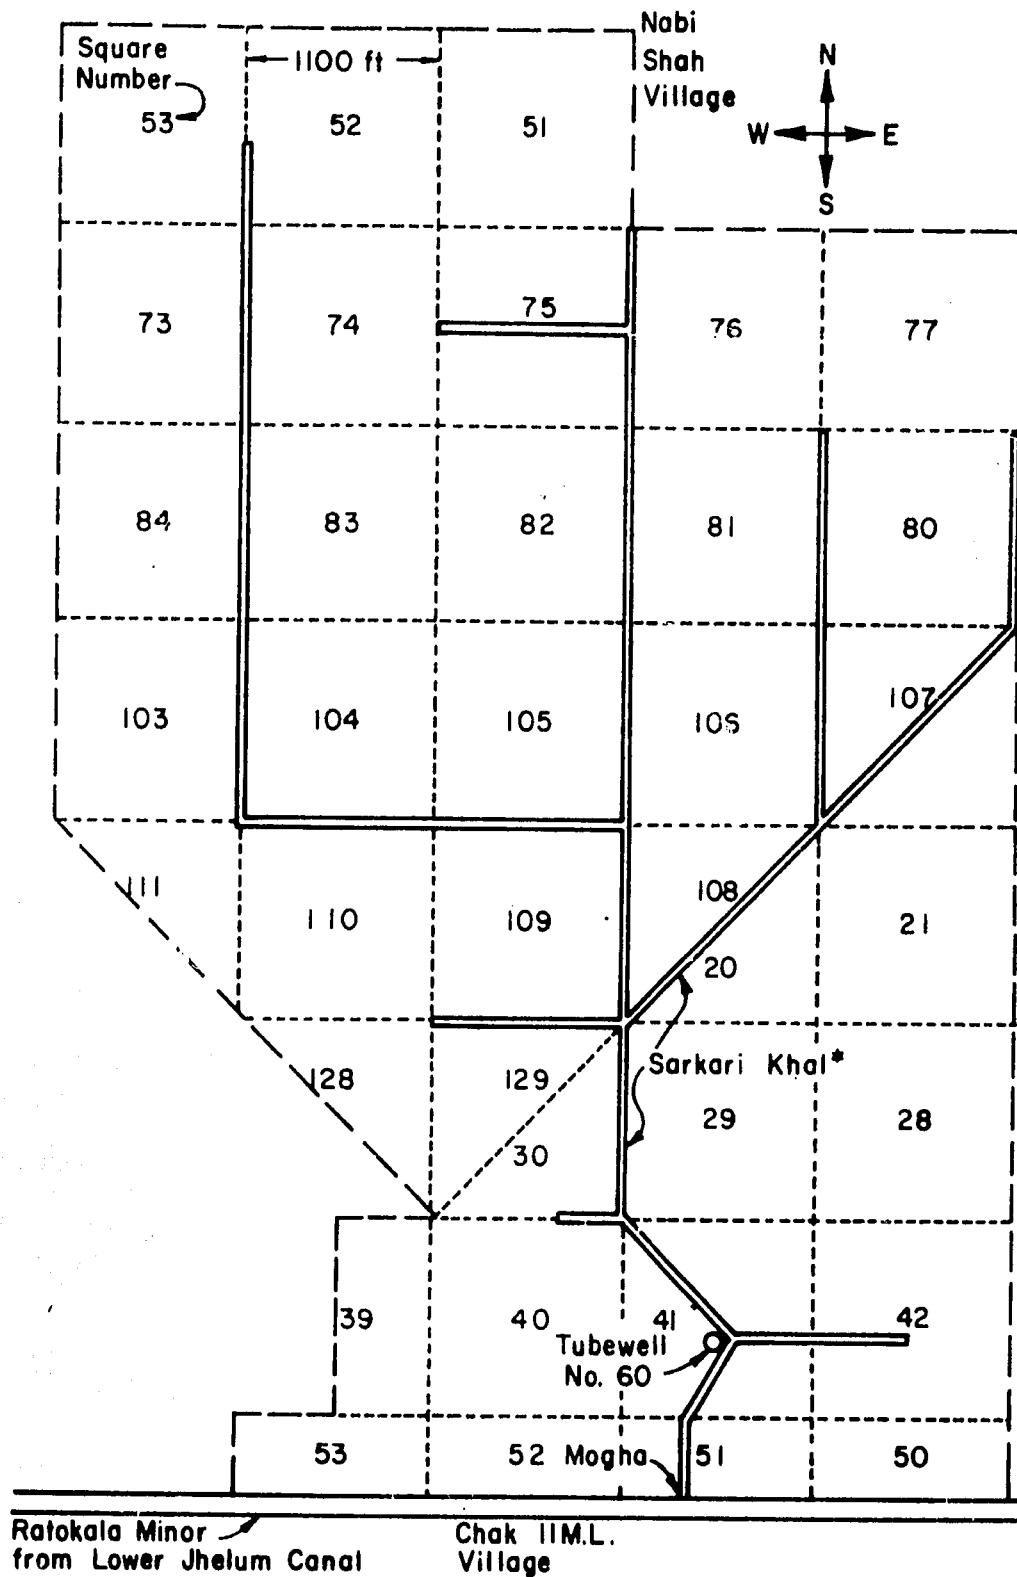 Nabi
Shah
Village
Square
Number
1100 ft
N
W E
S
53 52 51
73 74 75 76 77
84 83 82 81 80
103 104 105 106 107
111 110 109 108 21
20
Sarkari Khal*
128 129 29 28
30
39 40 41 42
Tubewell
No. 60
53 52 Mogha 51 50
Ratokala Minor
from Lower Jhelum Canal
Chak 11M.L.
Village